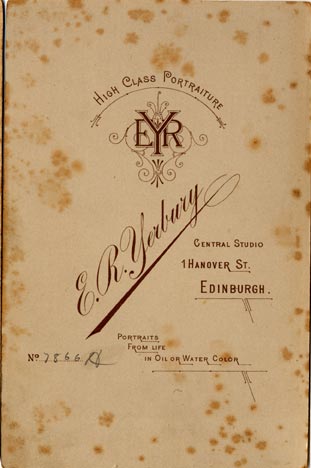 High Class Portraiture
EYR
E. R. Yerbury
Central Studio
1 Hanover St.
Edinburgh.
Portraits
From life
in Oil or Water Color
No 7866